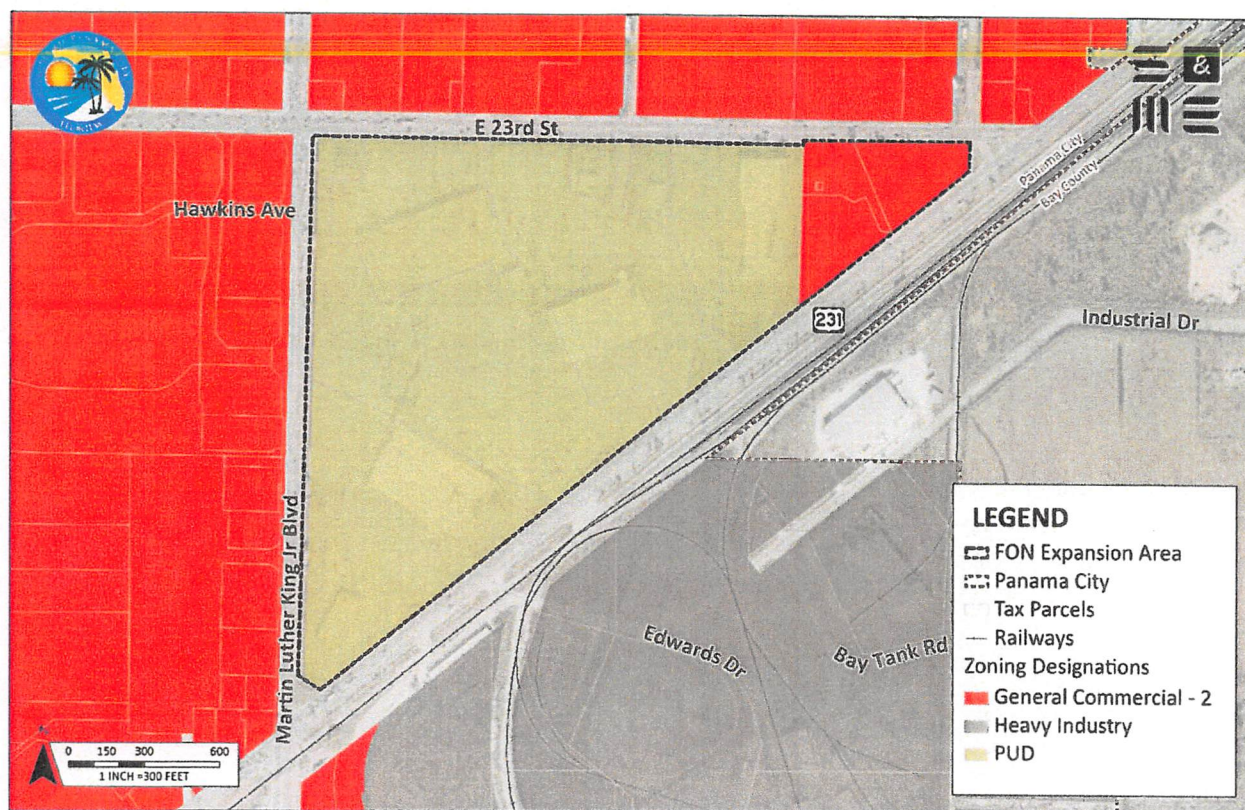 &
E 23rd St
Panama City
Bay County
Hawkins Ave
231
Industrial Dr
Martin Luther King Jr Blvd
Edwards Dr
Bay Tank Rd
LEGEND
FON Expansion Area
Panama City
Tax Parcels
Railways
Zoning Designations
General Commercial - 2
Heavy Industry
PUD
0 150 300 600
1 INCH =300 FEET